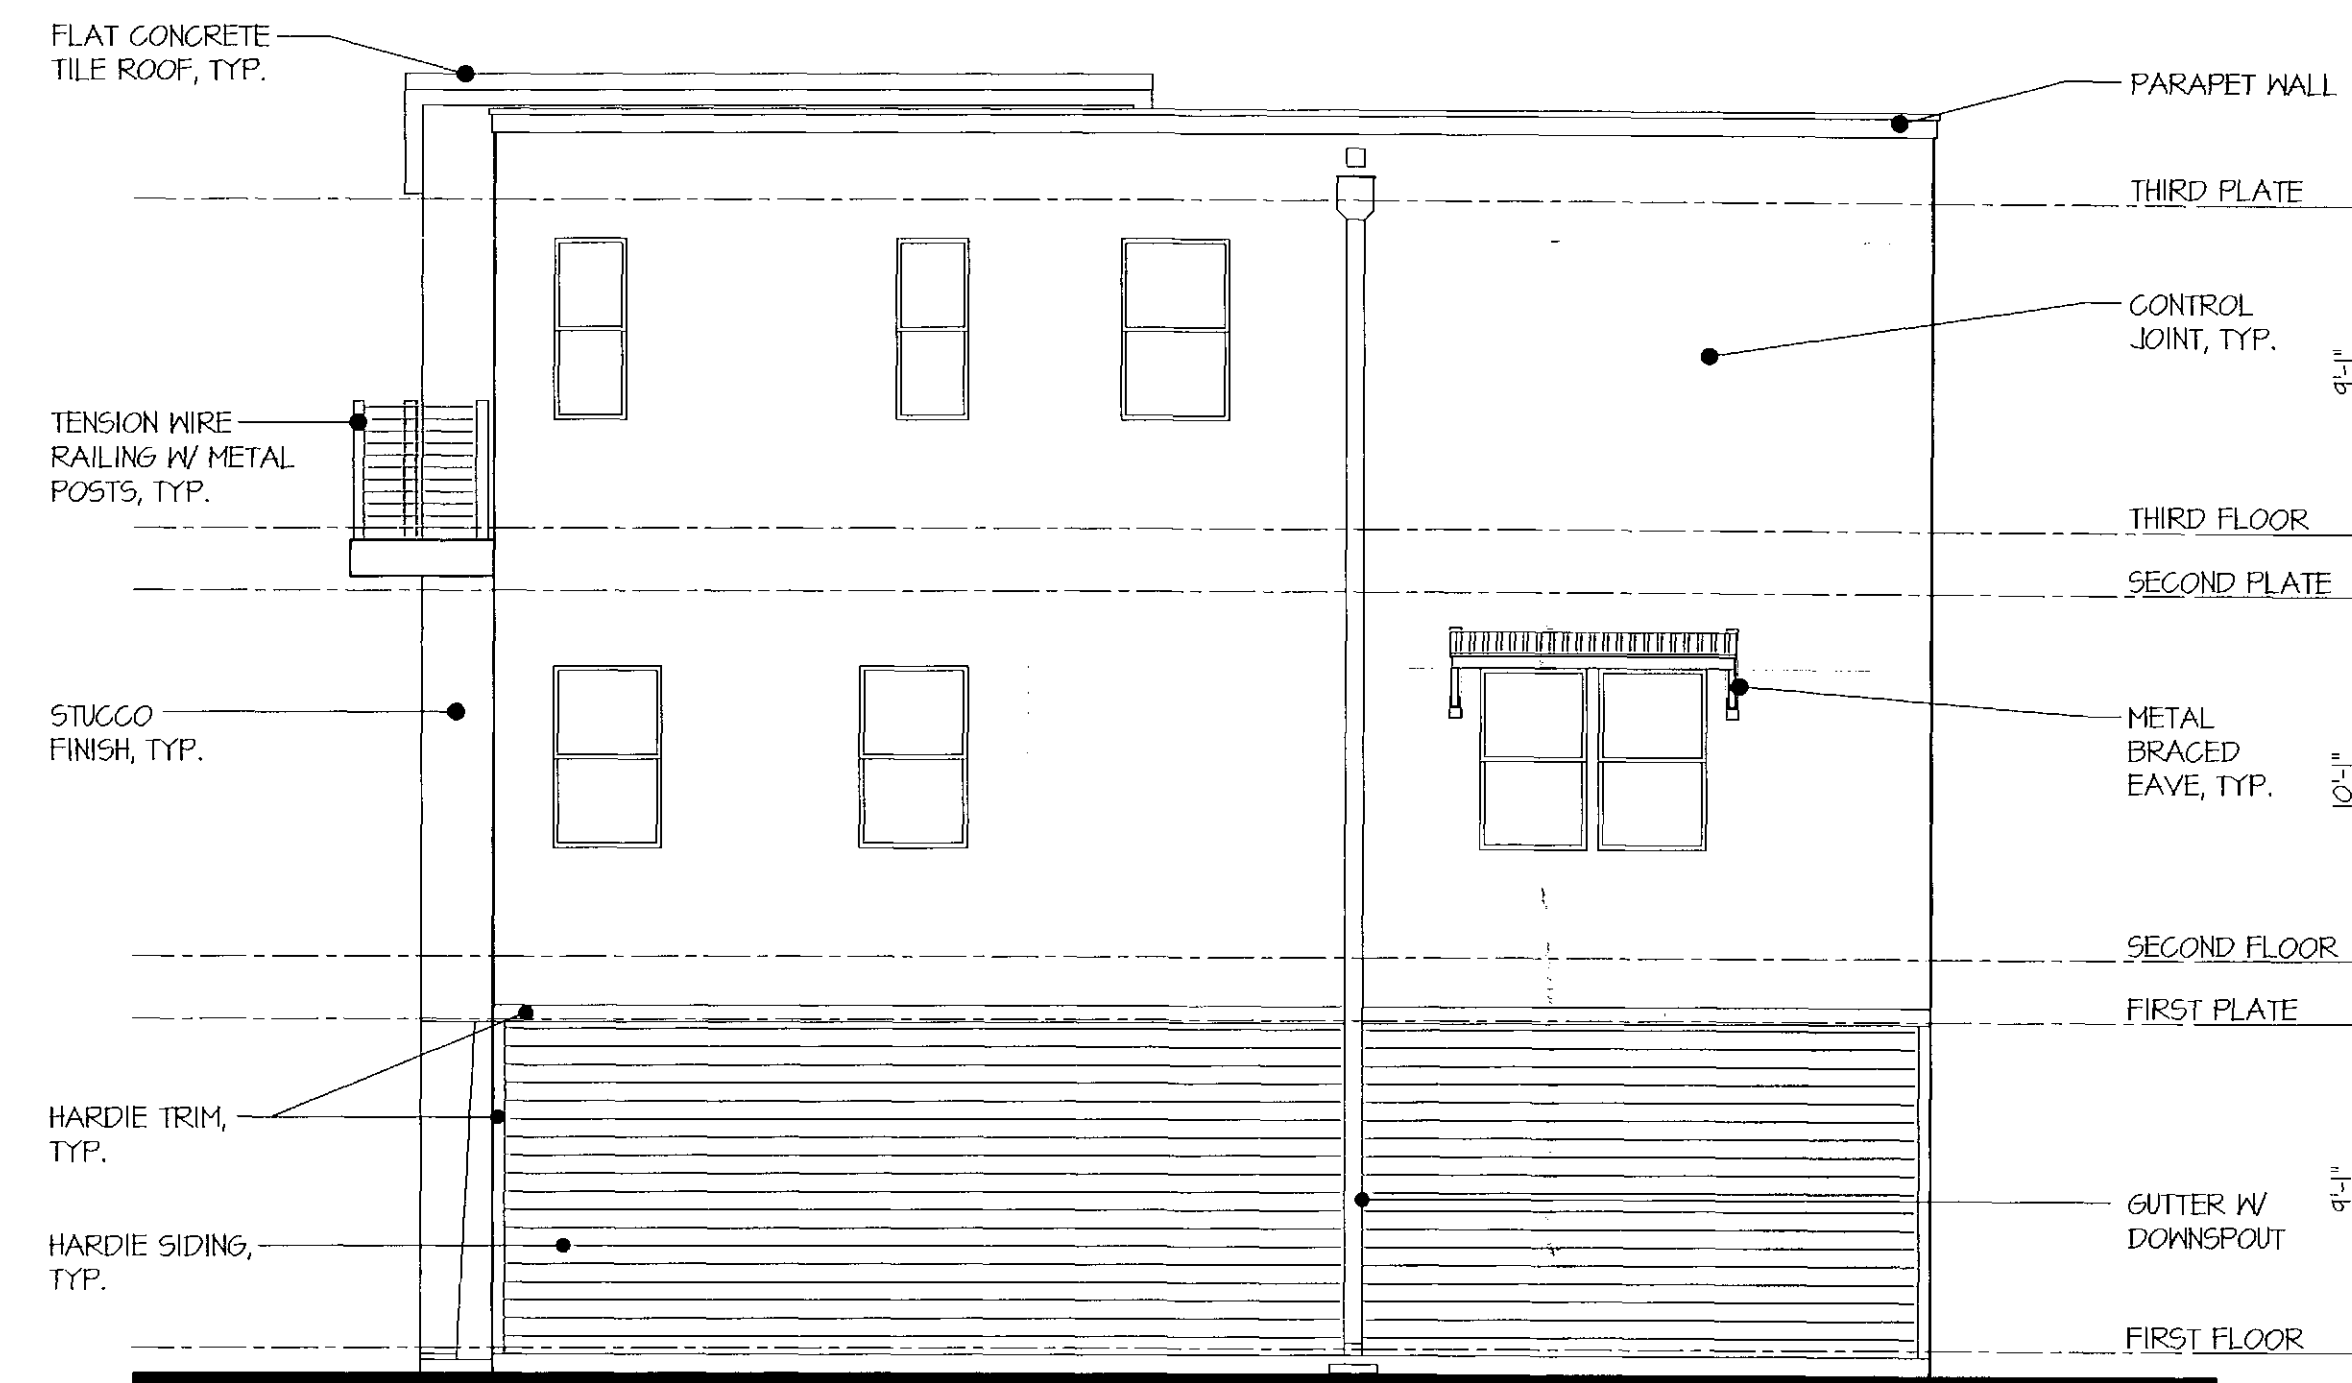 FLAT CONCRETE
TILE ROOF, TYP.
PARAPET WALL
THIRD PLATE
CONTROL
JOINT, TYP.
9'-1"
TENSION WIRE
RAILING W/ METAL
POSTS, TYP.
THIRD FLOOR
SECOND PLATE
STUCCO
FINISH, TYP.
METAL
BRACED
EAVE, TYP.
10'-1"
SECOND FLOOR
FIRST PLATE
HARDIE TRIM,
TYP.
GUTTER W/
DOWNSPOUT
9'-1"
HARDIE SIDING,
TYP.
FIRST FLOOR